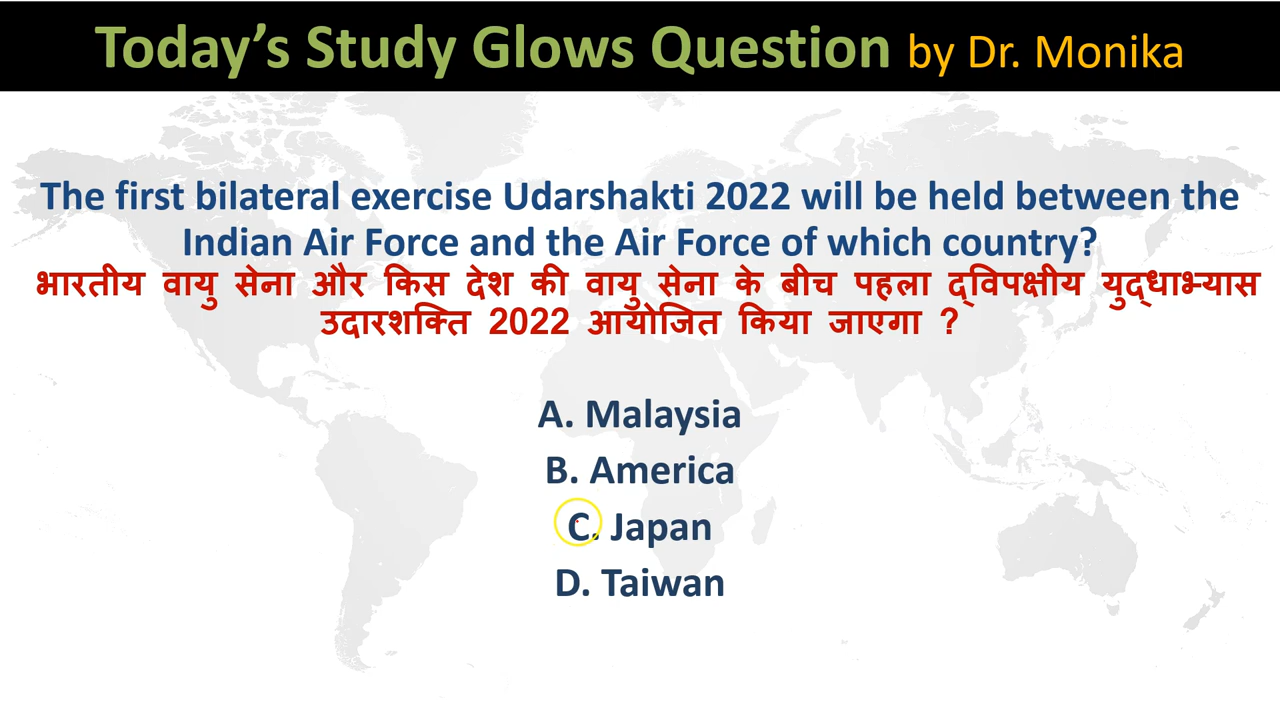 Today’s Study Glows Question by Dr. Monika
The first bilateral exercise Udarshakti 2022 will be held between the
Indian Air Force and the Air Force of which country?
भारतीय वायु सेना और किस देश की वायु सेना के बीच पहला द्विपक्षीय युद्धाभ्यास
उदारशक्ति 2022 आयोजित किया जाएगा ?
A. Malaysia
B. America
C. Japan
D. Taiwan